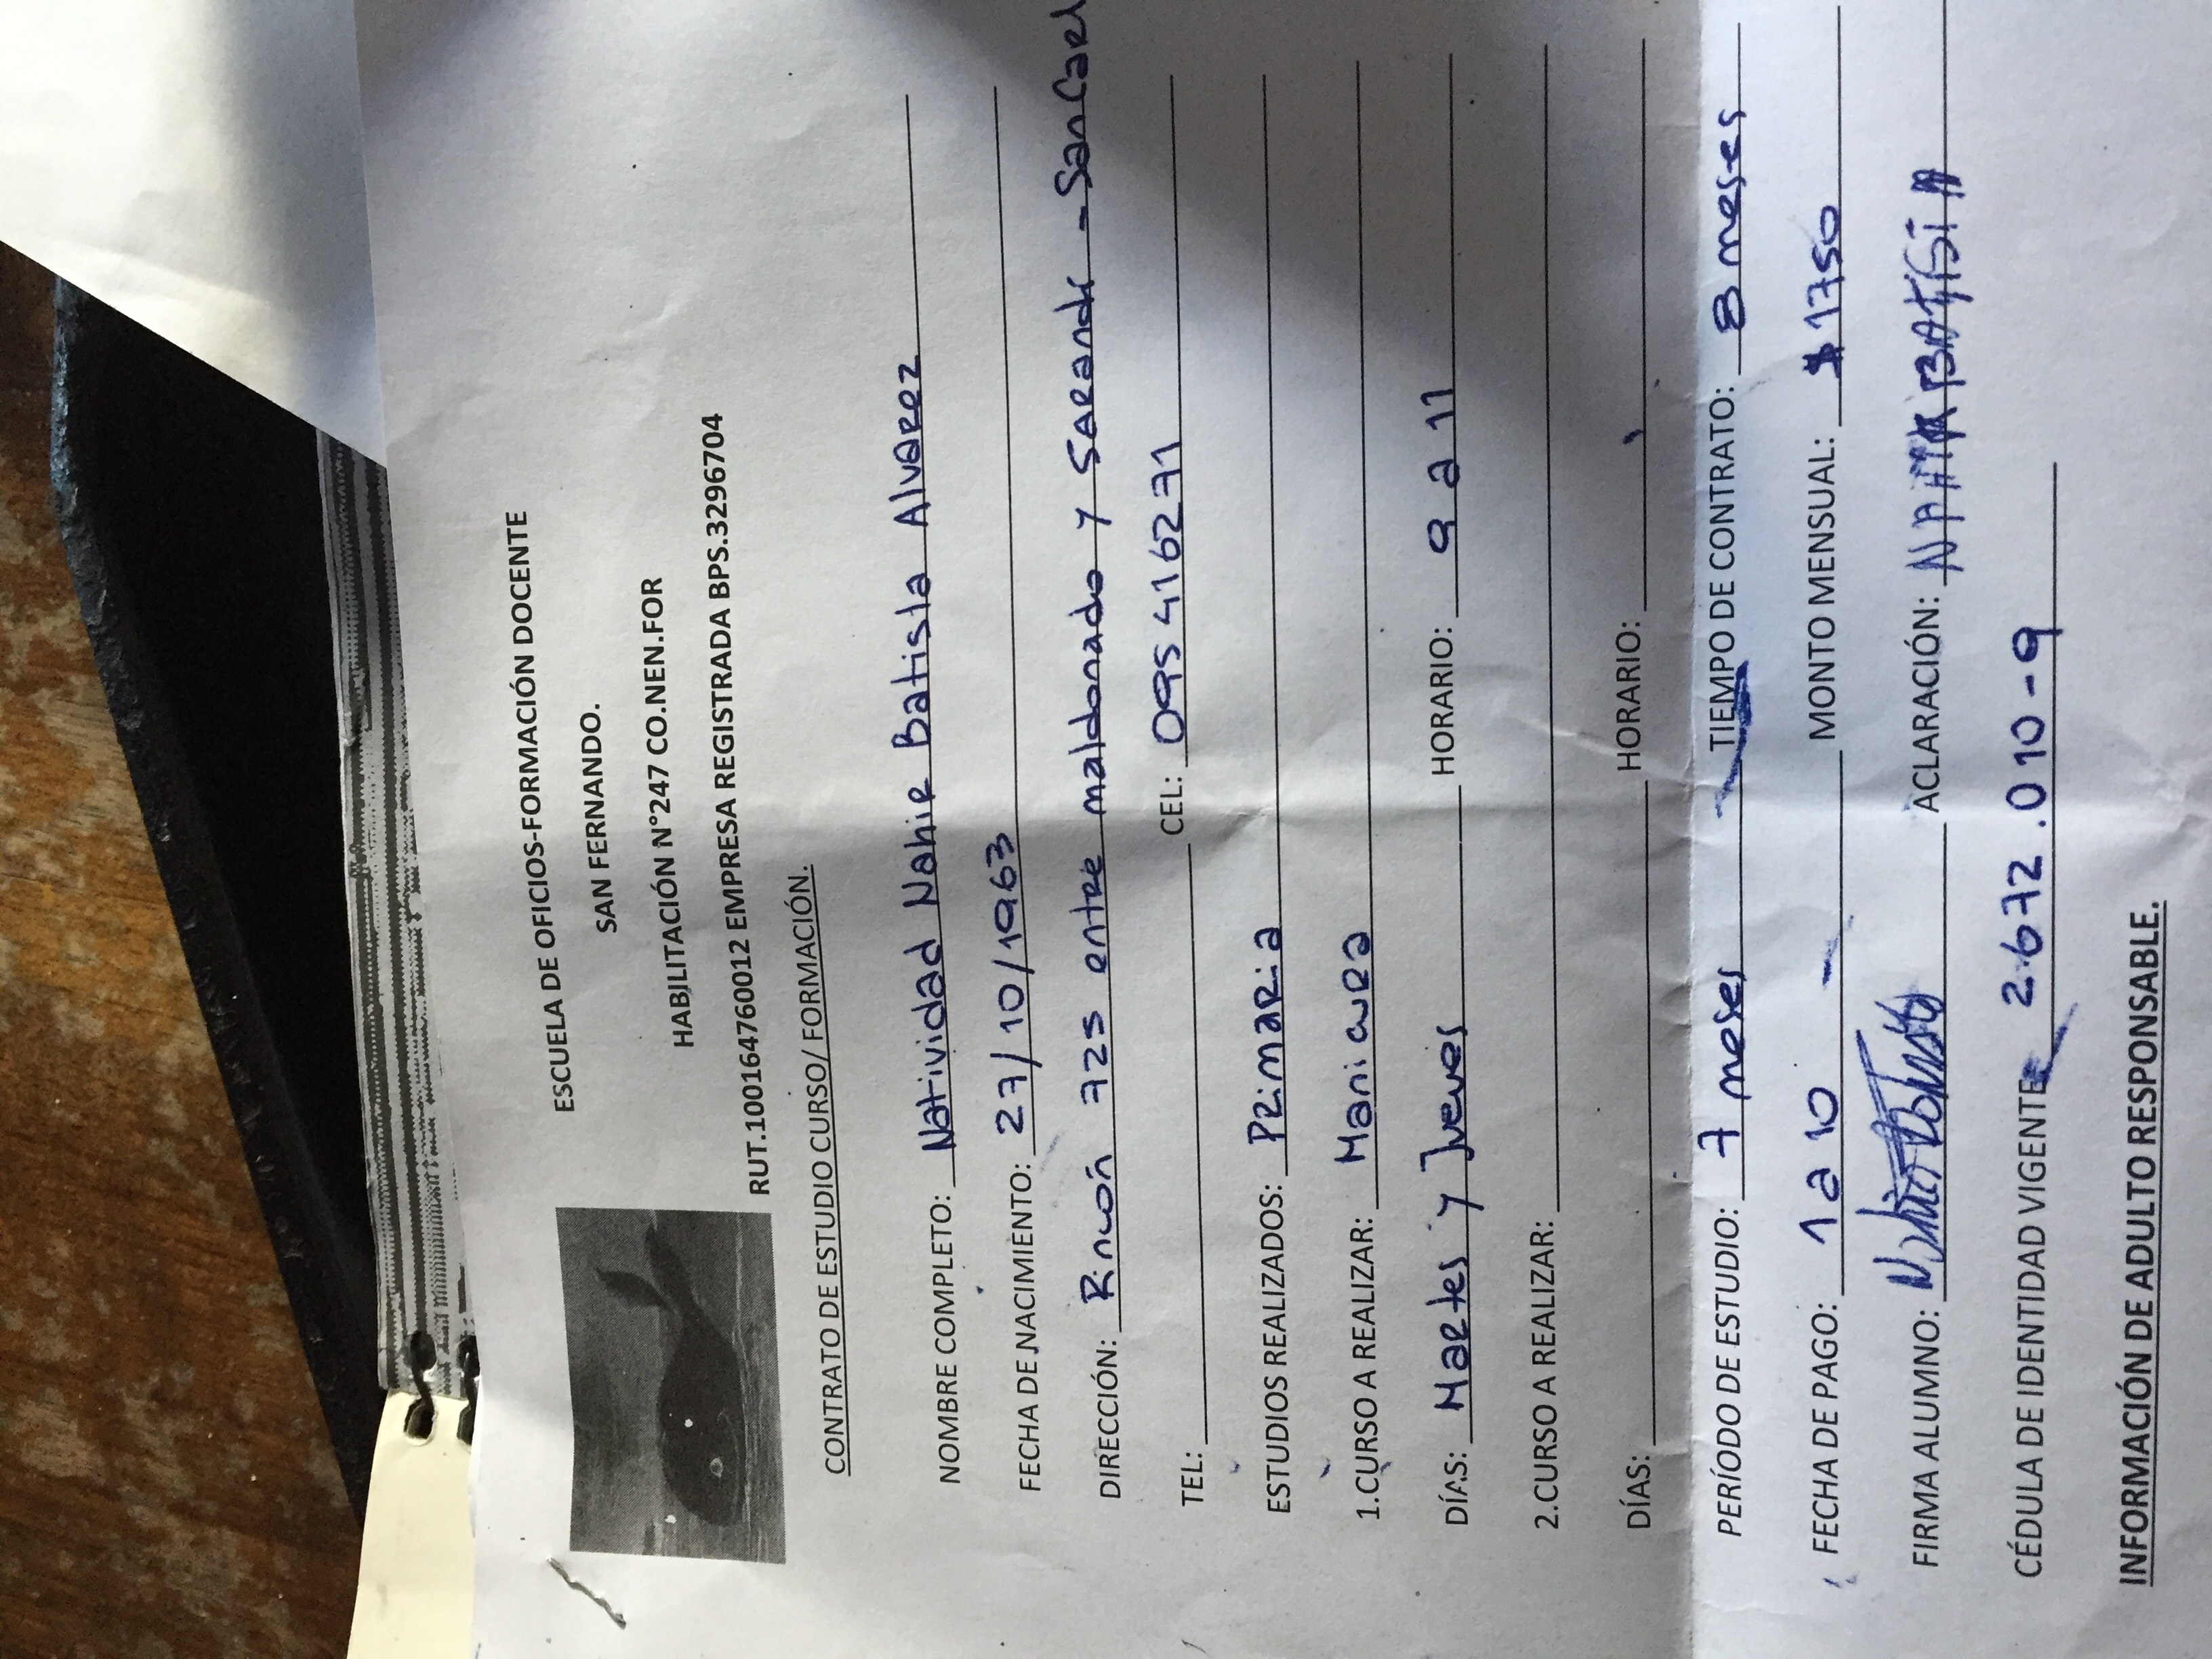 ESCUELA DE OFICIOS-FORMACIÓN DOCENTE
SAN FERNANDO.
HABILITACIÓN N°247 CO.NEN.FOR
RUT.100164760012 EMPRESA REGISTRADA BPS.3296704
CONTRATO DE ESTUDIO CURSO/ FORMACIÓN.
NOMBRE COMPLETO: Natividad Nahir Batista Alvarez
FECHA DE NACIMIENTO: 27/10/1963
DIRECCIÓN: Rincón 725 entre maldonado y Sarandí - San Carl
TEL: CEL: 095 416271
ESTUDIOS REALIZADOS: Primaria
1.CURSO A REALIZAR: Manicura
DÍAS: Martes y Jueves HORARIO: 9 a 11
2.CURSO A REALIZAR:
DÍAS: HORARIO:
PERÍODO DE ESTUDIO: 7 meses TIEMPO DE CONTRATO: 8 meses
FECHA DE PAGO: 1 a 10 MONTO MENSUAL: $ 1750
FIRMA ALUMNO: Nahir Batista ACLARACIÓN: NAHIR BATISTA
CÉDULA DE IDENTIDAD VIGENTE: 2.672.010-9
INFORMACIÓN DE ADULTO RESPONSABLE.